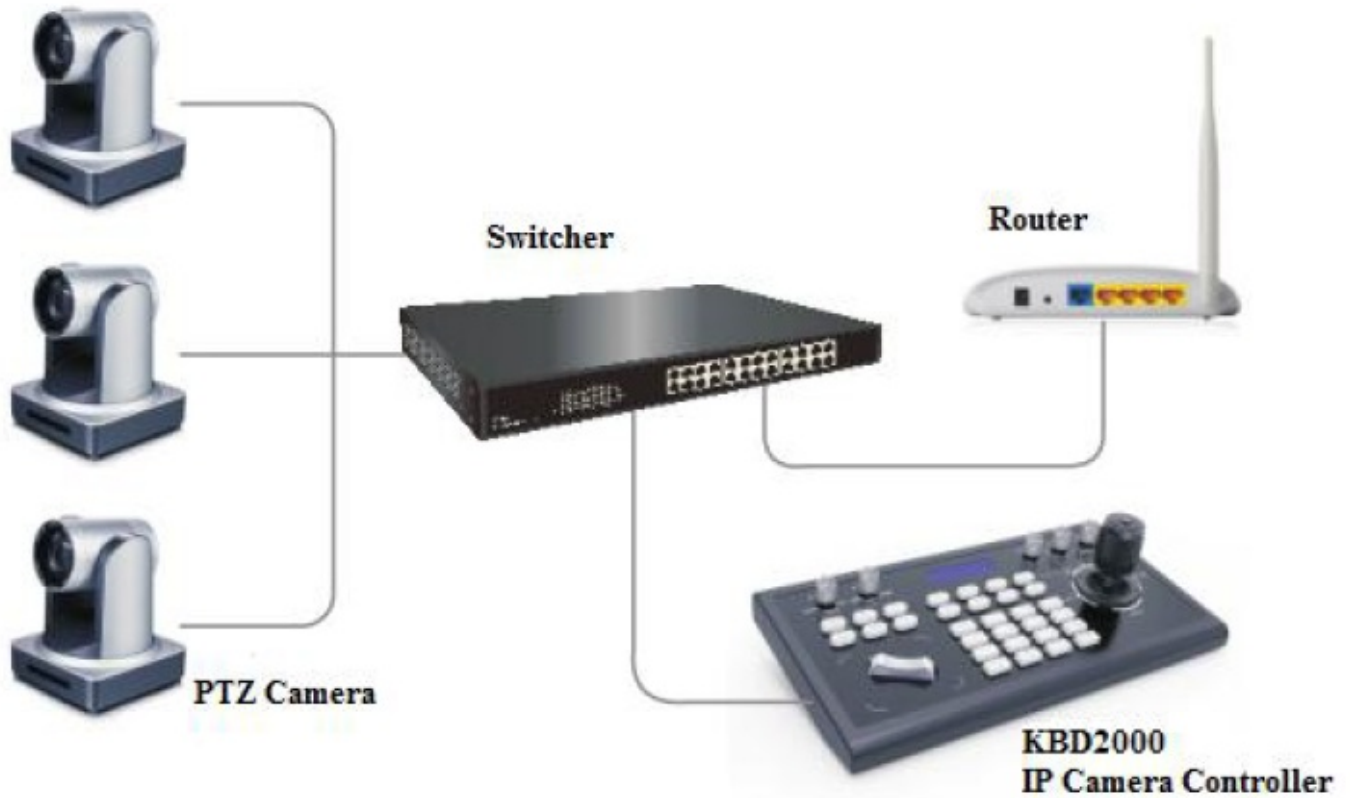 Switcher
Router
PTZ Camera
KBD2000
IP Camera Controller